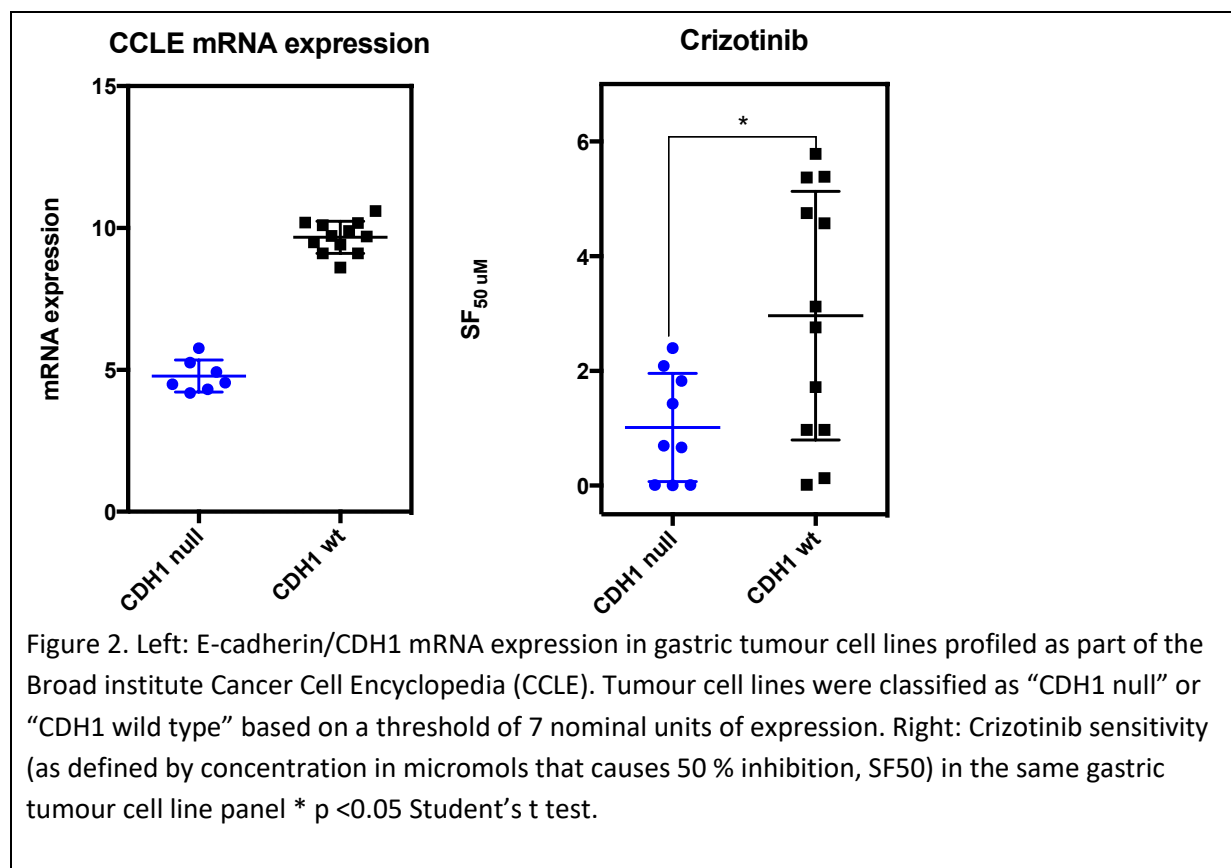 CCLE mRNA expression
15
10
5
0
mRNA expression
CDH1 null
CDH1 wt
Crizotinib
*
6
4
2
0
SF50 uM
CDH1 null
CDH1 wt
Figure 2. Left: E-cadherin/CDH1 mRNA expression in gastric tumour cell lines profiled as part of the
Broad institute Cancer Cell Encyclopedia (CCLE). Tumour cell lines were classified as “CDH1 null” or
“CDH1 wild type” based on a threshold of 7 nominal units of expression. Right: Crizotinib sensitivity
(as defined by concentration in micromols that causes 50 % inhibition, SF50) in the same gastric
tumour cell line panel * p <0.05 Student’s t test.